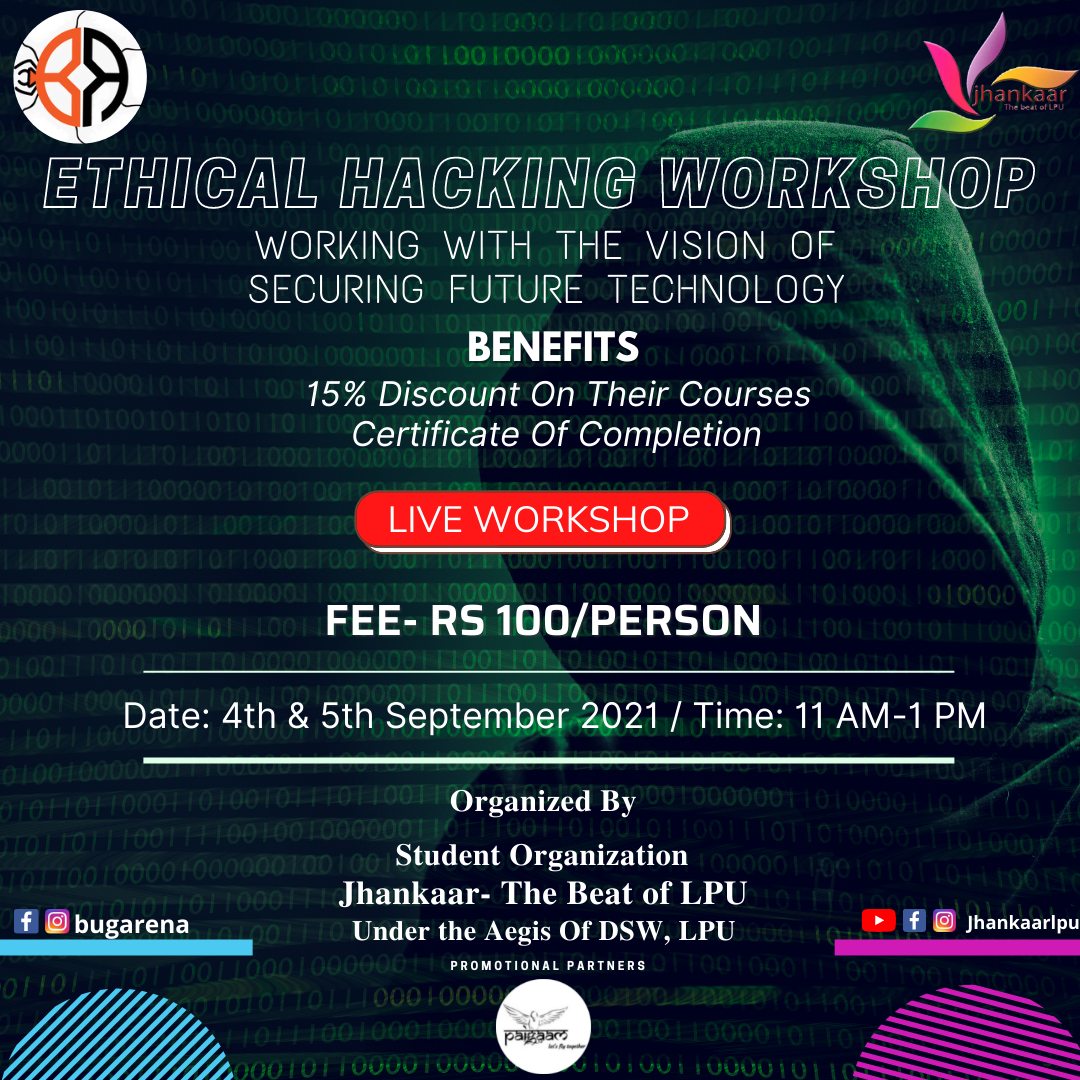 jhankaar
The beat of LPU
ETHICAL HACKING WORKSHOP
WORKING WITH THE VISION OF
SECURING FUTURE TECHNOLOGY
BENEFITS
15% Discount On Their Courses
Certificate Of Completion
LIVE WORKSHOP
FEE- RS 100/PERSON
Date: 4th & 5th September 2021 / Time: 11 AM-1 PM
Organized By
Student Organization
Jhankaar- The Beat of LPU
Under the Aegis Of DSW, LPU
bugarena
Jhankaarlpu
PROMOTIONAL PARTNERS
paigaam
let's fly together